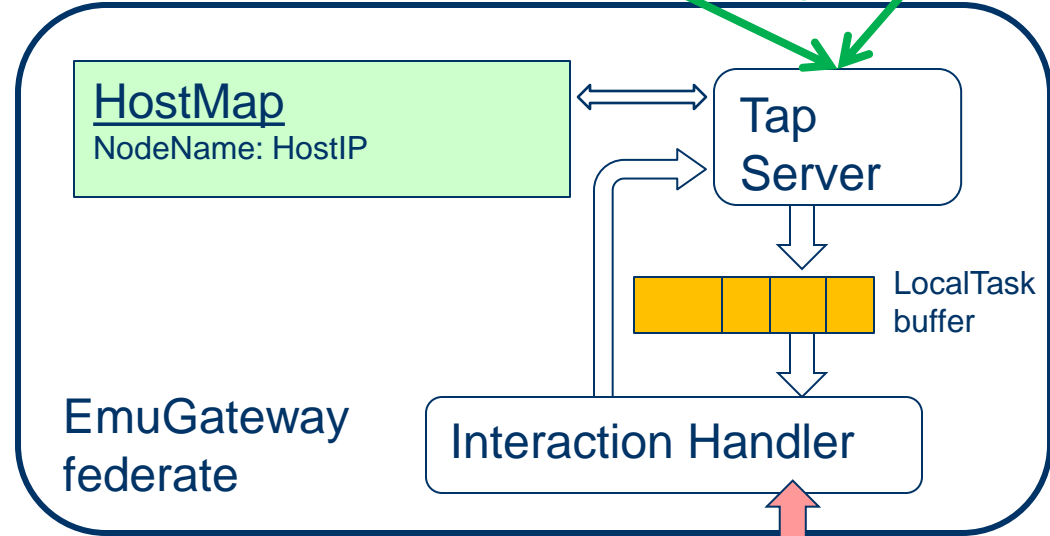 HostMap
NodeName: HostIP
Tap
Server
LocalTask
buffer
EmuGateway
federate
Interaction Handler